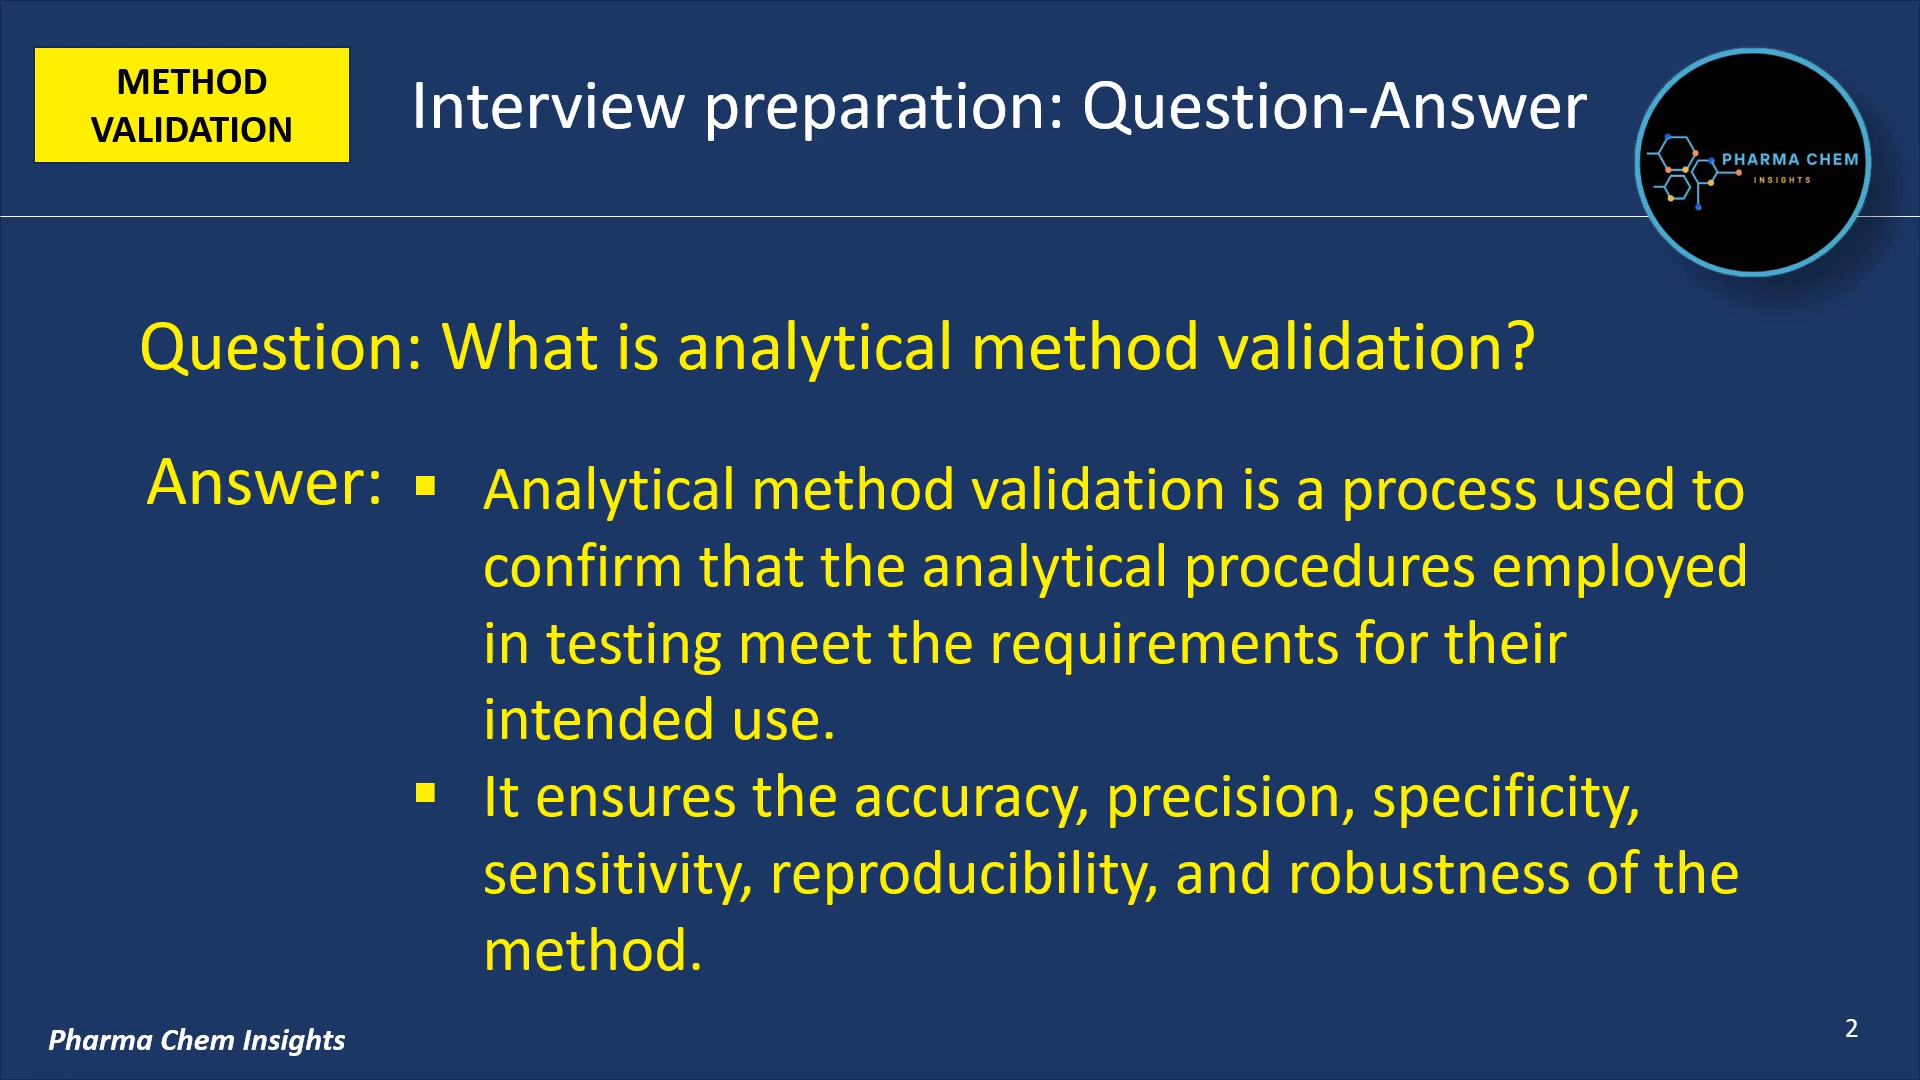 METHOD
VALIDATION
Interview preparation: Question-Answer
PHARMA CHEM
INSIGHTS
Question: What is analytical method validation?
Answer:
▪ Analytical method validation is a process used to
confirm that the analytical procedures employed
in testing meet the requirements for their
intended use.
▪ It ensures the accuracy, precision, specificity,
sensitivity, reproducibility, and robustness of the
method.
Pharma Chem Insights
2